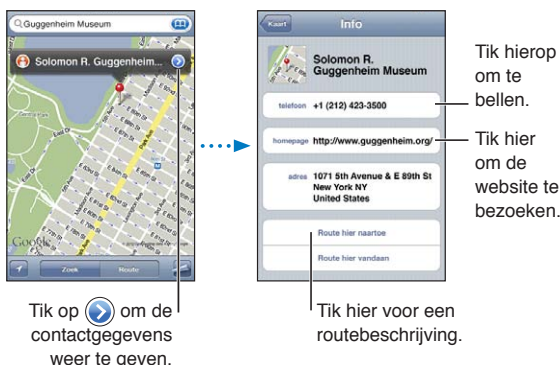 Guggenheim Museum
Solomon R. Guggenheim...
Google
Zoek
Route
Tik op om de
contactgegevens
weer te geven.
Kaart
Info
Solomon R.
Guggenheim Museum
telefoon +1 (212) 423-3500
homepage http://www.guggenheim.org/
adres 1071 5th Avenue & E 89th St
New York NY
United States
Route hier naartoe
Route hier vandaan
Tik hierop
om te
bellen.
Tik hier
om de
website te
bezoeken.
Tik hier voor een
routebeschrijving.